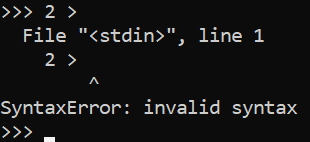 >>> 2 >
  File "<stdin>", line 1
    2 >
       ^
SyntaxError: invalid syntax
>>>